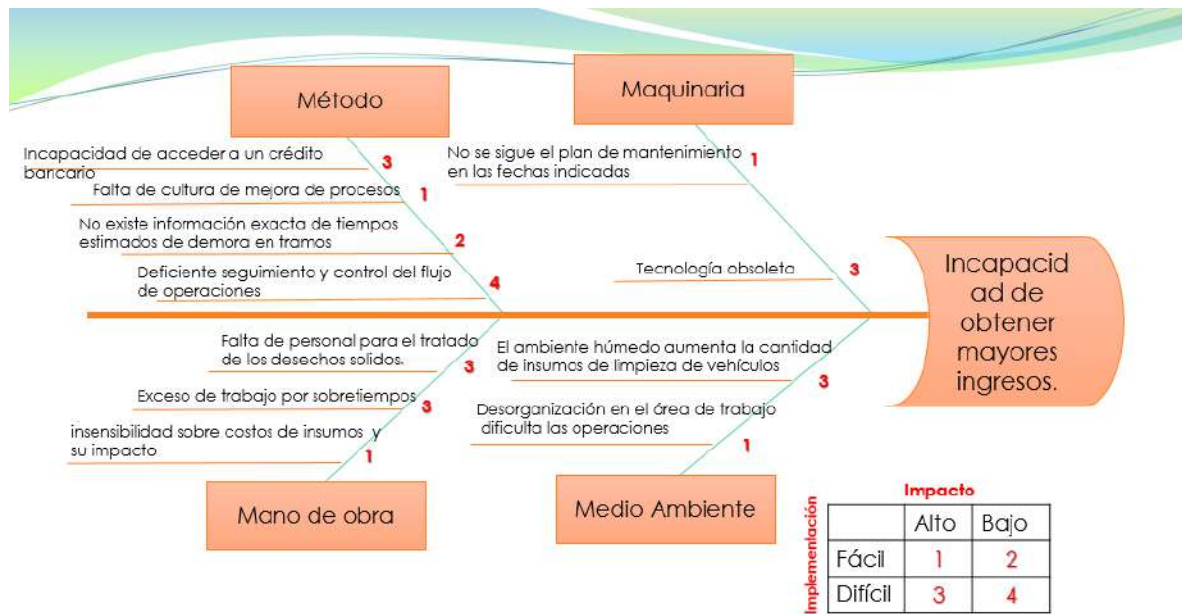 Método
Incapacidad de acceder a un crédito
bancario
3
Falta de cultura de mejora de procesos
1
No existe información exacta de tiempos
estimados de demora en tramos
2
Deficiente seguimiento y control del flujo
de operaciones
4
Maquinaria
No se sigue el plan de mantenimiento
en las fechas indicadas
1
Tecnología obsoleta
3
Incapacid
ad de
obtener
mayores
ingresos.
Falta de personal para el tratado
de los desechos solidos.
3
Exceso de trabajo por sobretiempos
3
insensibilidad sobre costos de insumos y
su impacto
1
Mano de obra
El ambiente húmedo aumenta la cantidad
de insumos de limpieza de vehículos
3
Desorganización en el área de trabajo
dificulta las operaciones
1
Medio Ambiente
Impacto
Implementación
Alto Bajo
Fácil 1 2
Difícil 3 4